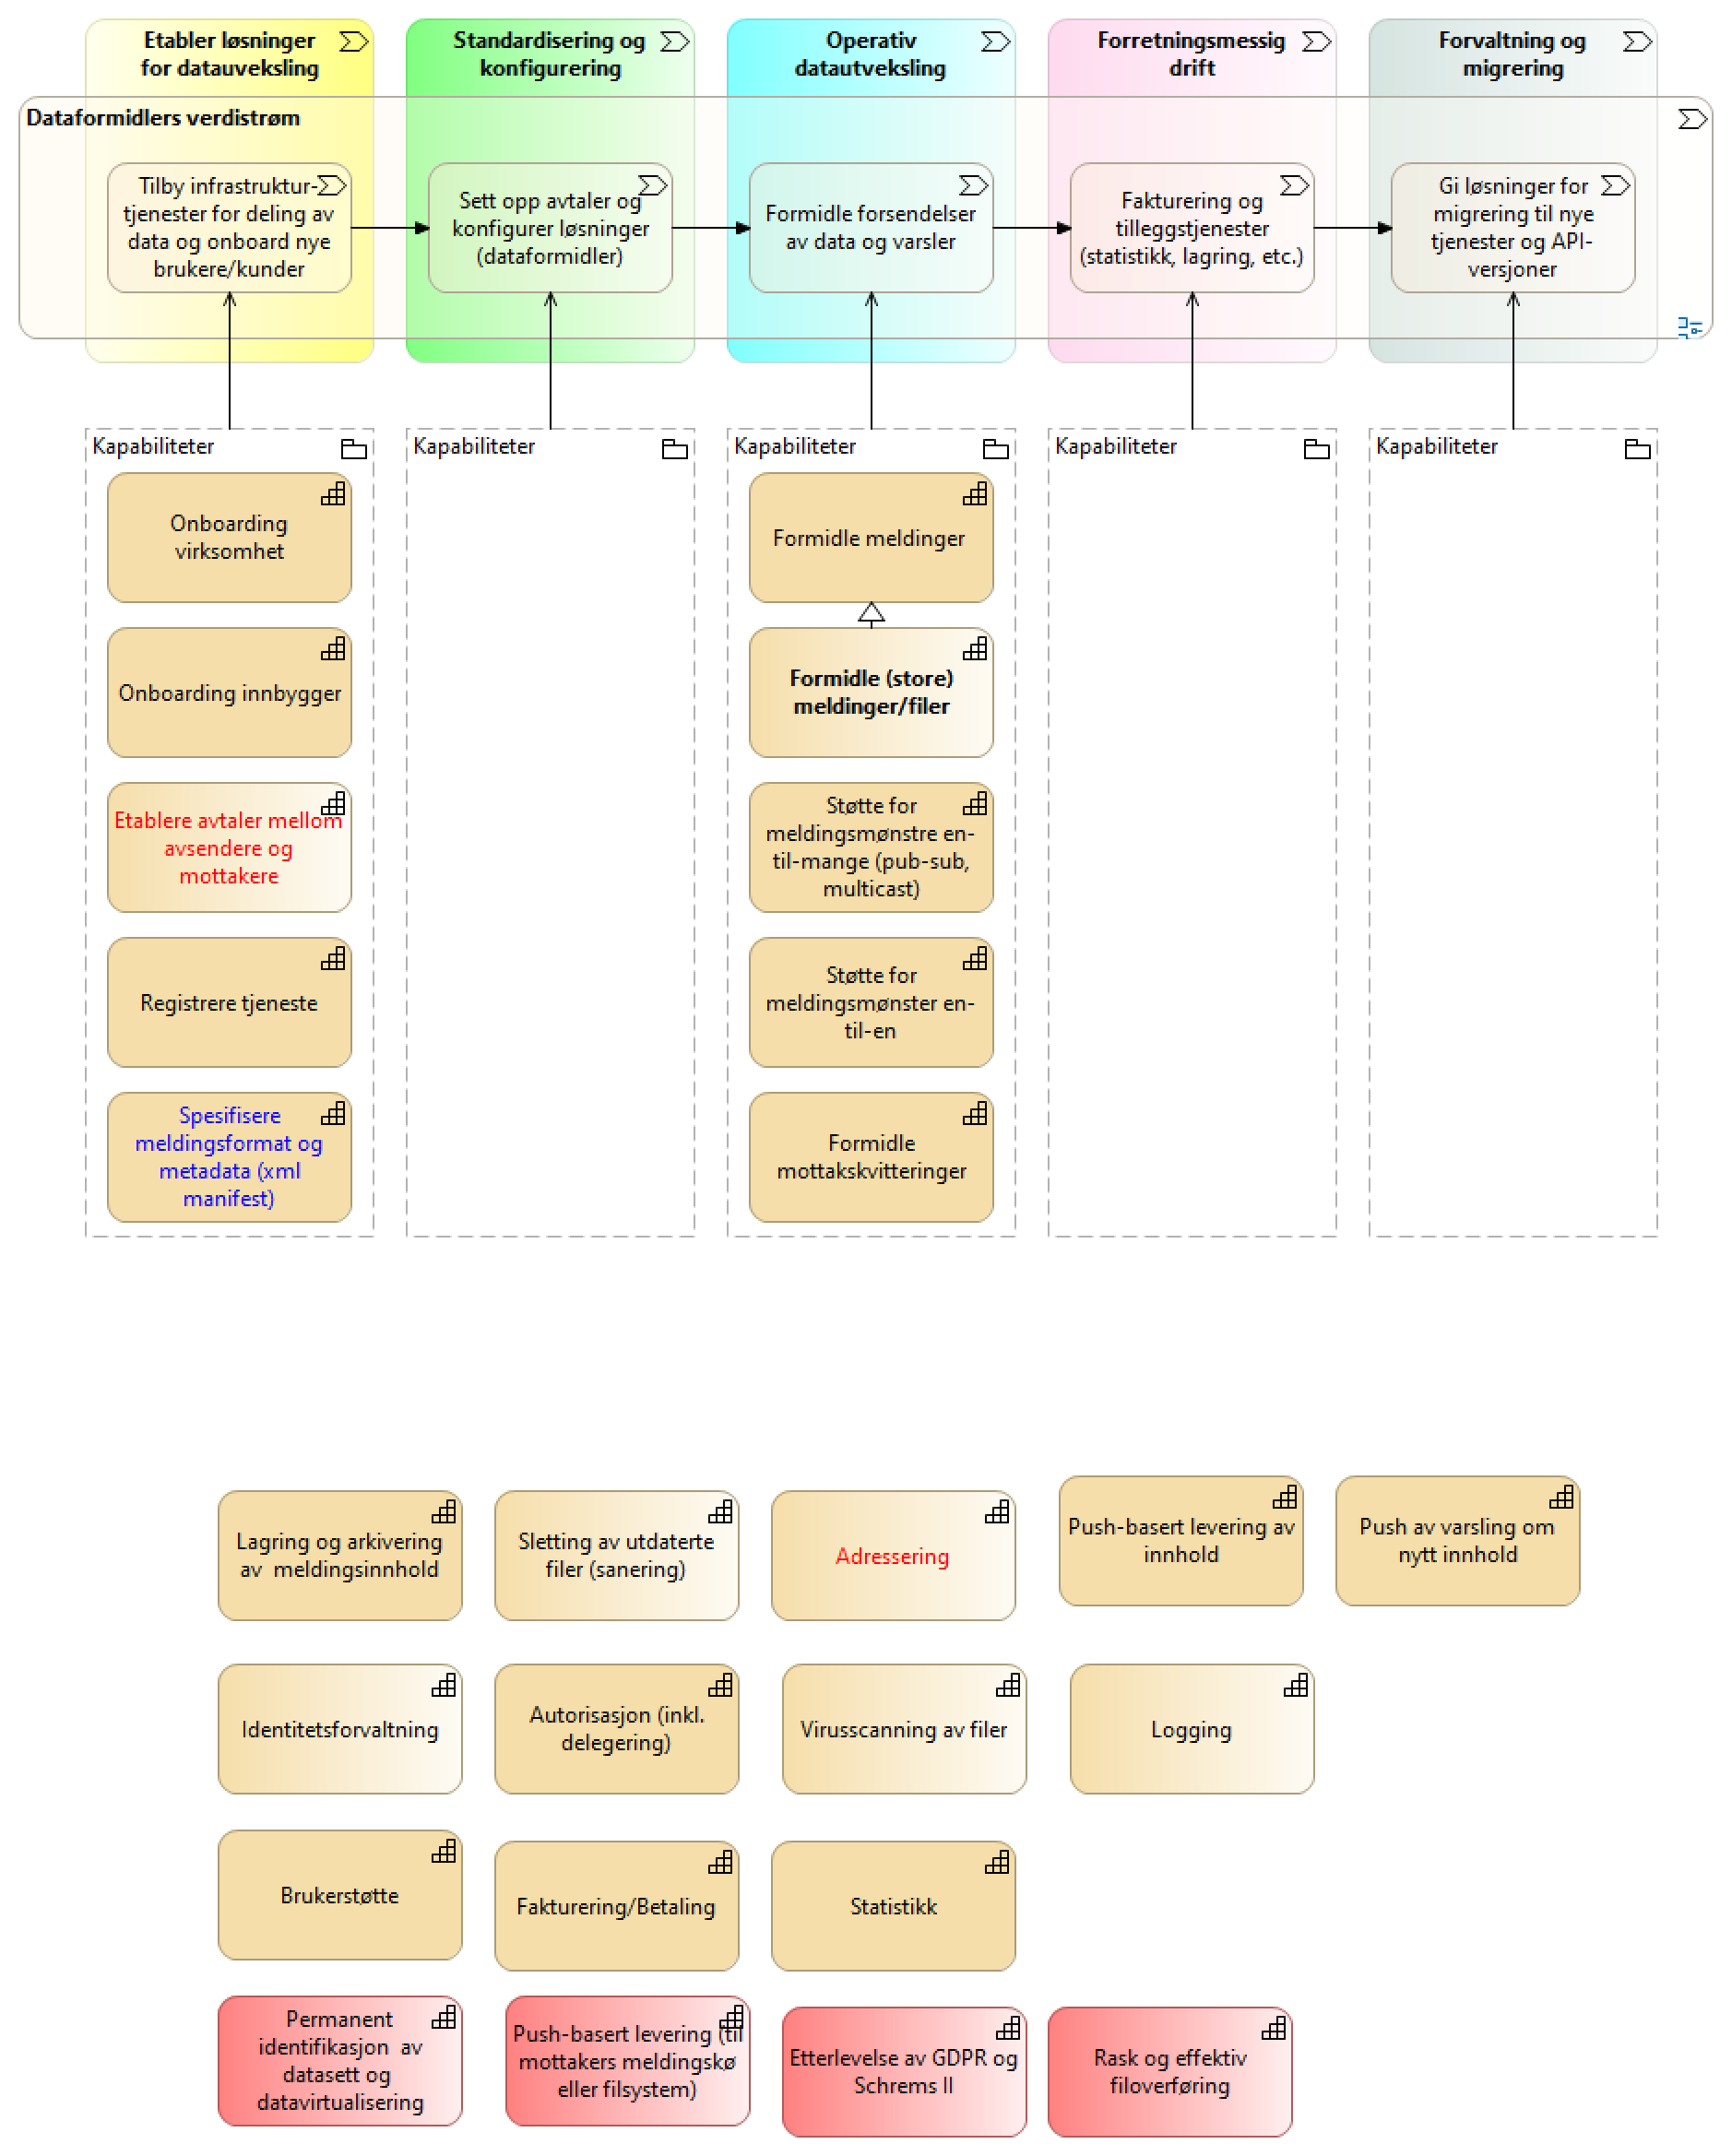 Etabler løsninger
for datauveksling
Standardisering og
konfigurering
Operativ
datautveksling
Forretningsmessig
drift
Forvaltning og
migrering
Dataformidlers verdistrøm
Tilby infrastruktur-
tjenester for deling av
data og onboard nye
brukere/kunder
Sett opp avtaler og
konfigurer løsninger
(dataformidler)
Formidle forsendelser
av data og varsler
Fakturering og
tilleggstjenester
(statistikk, lagring, etc.)
Gi løsninger for
migrering til nye
tjenester og API-
versjoner
Kapabiliteter
Onboarding
virksomhet
Onboarding innbygger
Etablere avtaler mellom
avsendere og
mottakere
Registrere tjeneste
Spesifisere
meldingsformat og
metadata (xml
manifest)
Kapabiliteter
Kapabiliteter
Formidle meldinger
Formidle (store)
meldinger/filer
Støtte for
meldingsmønstre en-
til-mange (pub-sub,
multicast)
Støtte for
meldingsmønster en-
til-en
Formidle
mottakskvitteringer
Kapabiliteter
Kapabiliteter
Lagring og arkivering
av  meldingsinnhold
Sletting av utdaterte
filer (sanering)
Adressering
Push-basert levering av
innhold
Push av varsling om
nytt innhold
Identitetsforvaltning
Autorisasjon (inkl.
delegering)
Virusscanning av filer
Logging
Brukerstøtte
Fakturering/Betaling
Statistikk
Permanent
identifikasjon  av
datasett og
datavirtualisering
Push-basert levering (til
mottakers meldingskø
eller filsystem)
Etterlevelse av GDPR og
Schrems II
Rask og effektiv
filoverføring